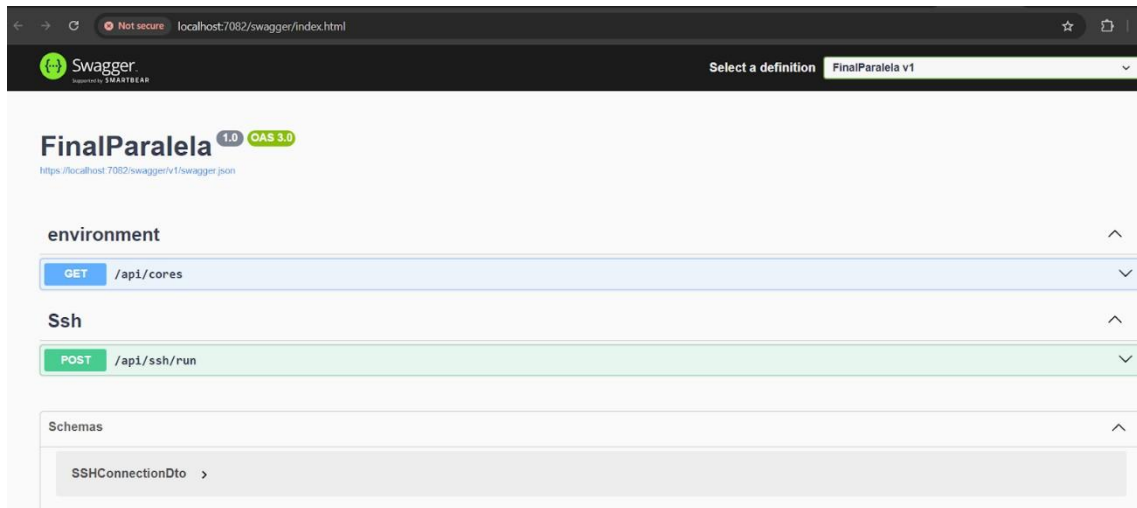 Not secure localhost:7082/swagger/index.html
Swagger.
Supported by SMARTBEAR
Select a definition FinalParalela v1
FinalParalela 1.0 OAS 3.0
https://localhost:7082/swagger/v1/swagger.json
environment
GET /api/cores
Ssh
POST /api/ssh/run
Schemas
SSHConnectionDto